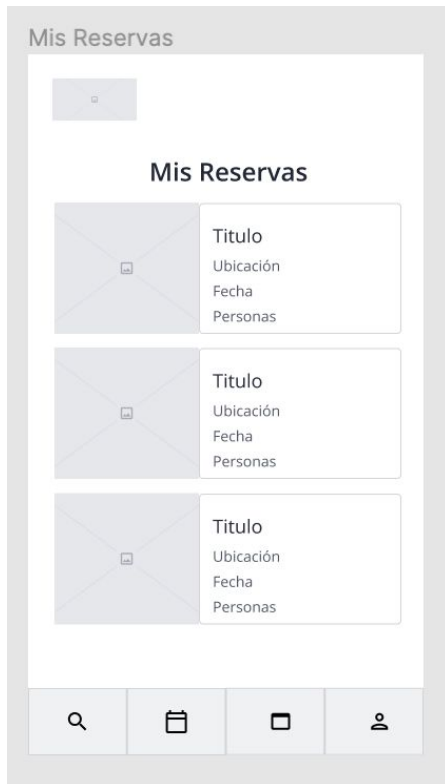 Mis Reservas
Mis Reservas
Titulo
Ubicación
Fecha
Personas
Titulo
Ubicación
Fecha
Personas
Titulo
Ubicación
Fecha
Personas